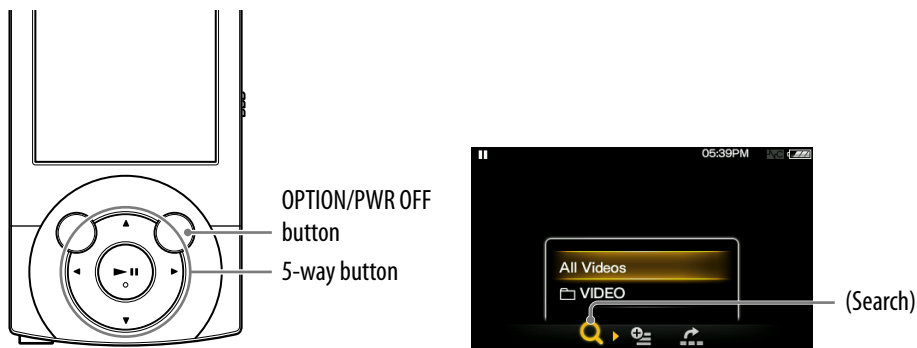 OPTION/PWR OFF
button
5-way button
05:39PM
All Videos
VIDEO
(Search)